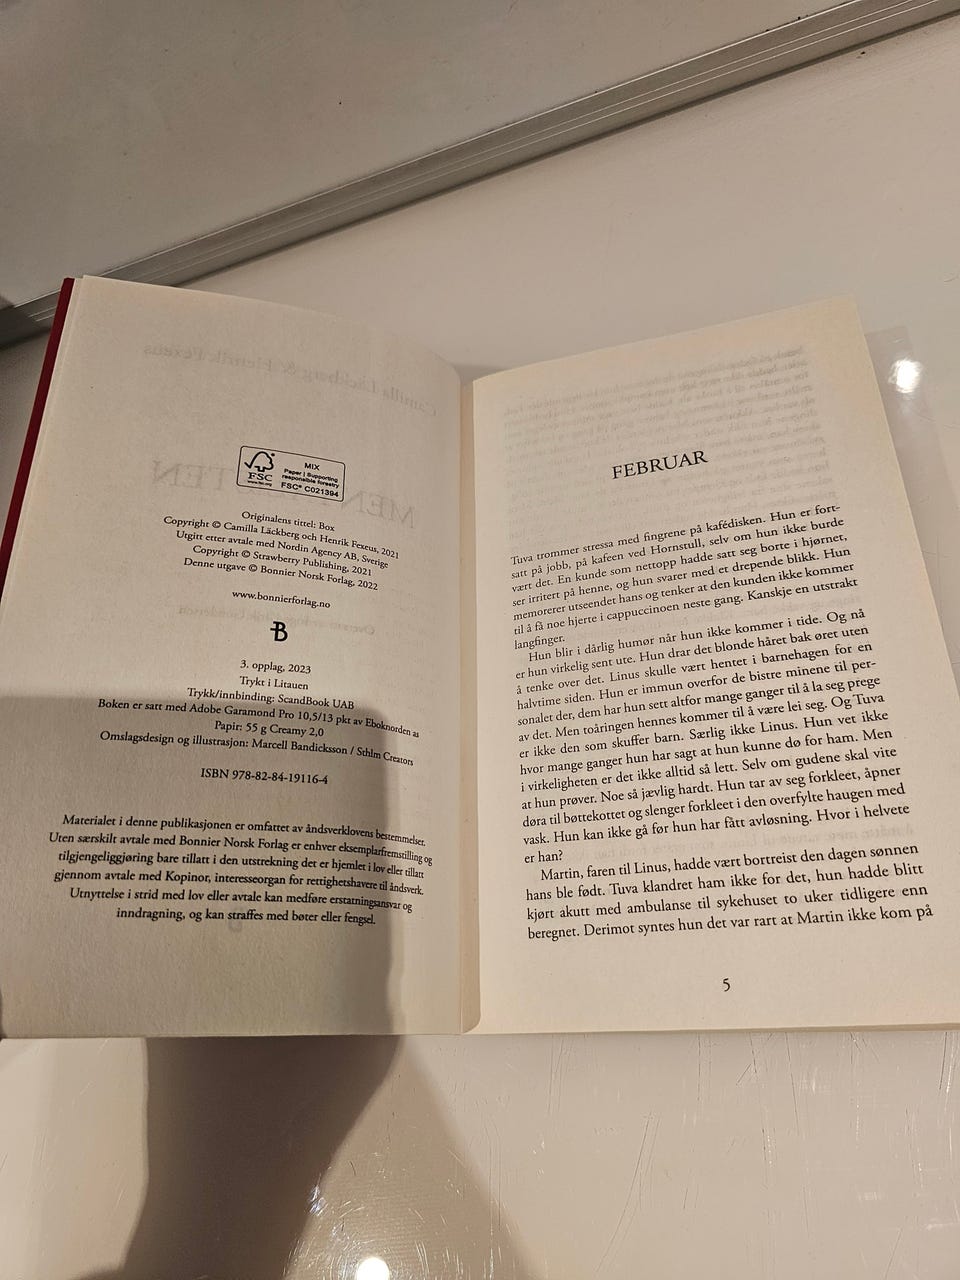 FSC
www.fsc.org
MIX
Paper | Supporting
responsible forestry
FSC® C021394
Originalens tittel: Box
Copyright © Camilla Läckberg och Henrik Fexeus, 2021
Utgitt etter avtale med Nordin Agency AB, Sverige
Copyright © Strawberry Publishing, 2021
Denne utgave © Bonnier Norsk Forlag, 2022
www.bonnierforlag.no
B
3. opplag, 2023
Trykt i Litauen
Trykk/innbinding: ScandBook UAB
Boken er satt med Adobe Garamond Pro 10,5/13 pkt av Eboknorden as
Papir: 55 g Creamy 2,0
Omslagsdesign og illustrasjon: Marcell Bandicksson / Sthlm Creators
ISBN 978-82-84-19116-4
Materialet i denne publikasjonen er omfattet av åndsverklovens bestemmelser.
Uten særskilt avtale med Bonnier Norsk Forlag er enhver eksemplarfremstilling og
tilgjengeliggjøring bare tillatt i den utstrekning det er hjemlet i lov eller tillatt
gjennom avtale med Kopinor, interesseorgan for rettighetshavere til åndsverk.
Utnyttelse i strid med lov eller avtale kan medføre erstatningsansvar og
inndragning, og kan straffes med bøter eller fengsel.
FEBRUAR
Tuva trommer stressa med fingrene på kafédisken. Hun er fort-
satt på jobb, på kafeen ved Hornstull, selv om hun ikke burde
vært det. En kunde som nettopp hadde satt seg borte i hjørnet,
ser irritert på henne, og hun svarer med et drepende blikk. Hun
memorerer utseendet hans og tenker at den kunden ikke kommer
til å få noe hjerte i cappuccinoen neste gang. Kanskje en utstrakt
langfinger.
Hun blir i dårlig humør når hun ikke kommer i tide. Og nå
er hun virkelig sent ute. Hun drar det blonde håret bak øret uten
å tenke over det. Linus skulle vært hentet i barnehagen for en
halvtime siden. Hun er immun overfor de bistre minene til per-
sonalet der, dem har hun sett altfor mange ganger til å la seg prege
av det. Men toåringen hennes kommer til å være lei seg. Og Tuva
er ikke den som skuffer barn. Særlig ikke Linus. Hun vet ikke
hvor mange ganger hun har sagt at hun kunne dø for ham. Men
i virkeligheten er det ikke alltid så lett. Selv om gudene skal vite
at hun prøver. Noe så jævlig hardt. Hun tar av seg forkleet, åpner
døra til bøttekottet og slenger forkleet i den overfylte haugen med
vask. Hun kan ikke gå før hun har fått avløsning. Hvor i helvete
er han?
Martin, faren til Linus, hadde vært bortreist den dagen sønnen
hans ble født. Tuva klandret ham ikke for det, hun hadde blitt
kjørt akutt med ambulanse til sykehuset to uker tidligere enn
beregnet. Derimot syntes hun det var rart at Martin ikke kom på
5